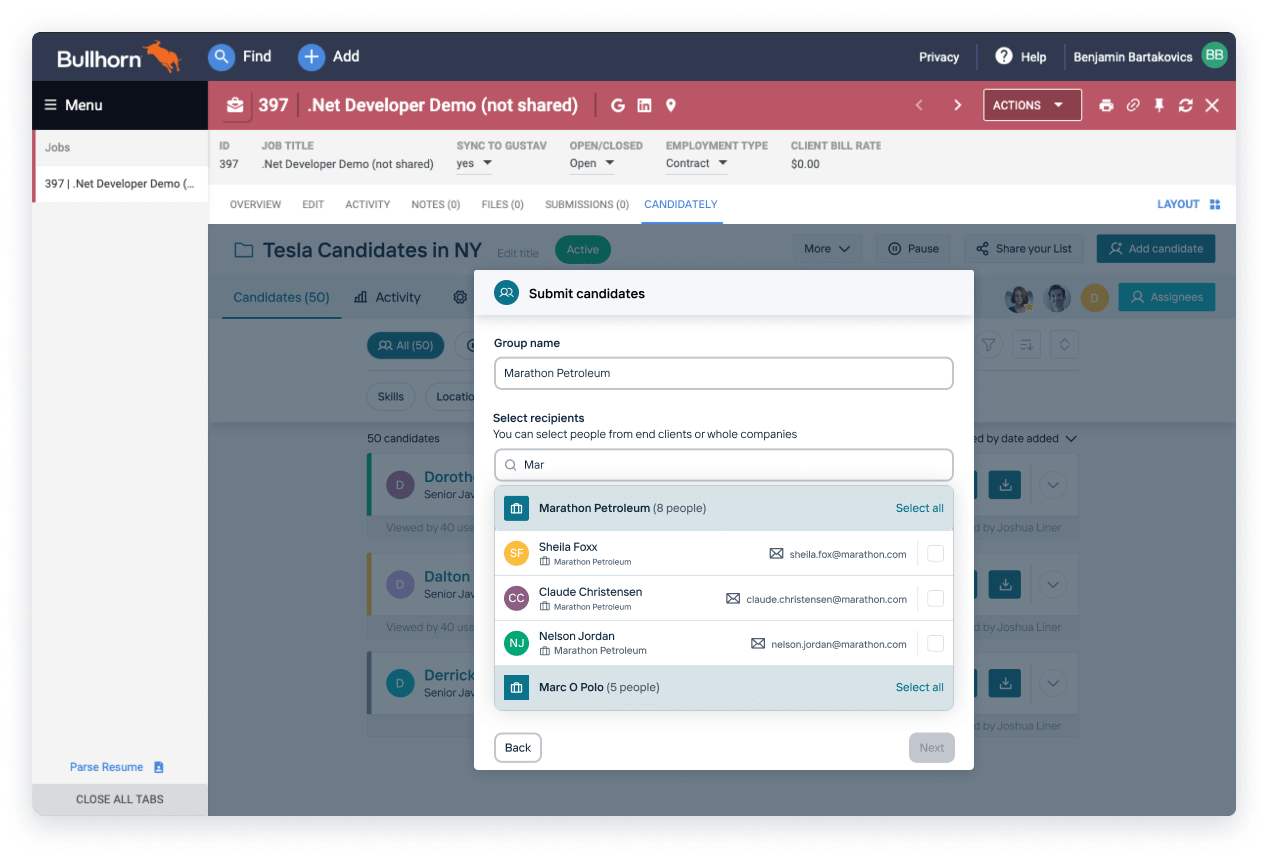 Bullhorn Find Add Privacy Help Benjamin Bartakovics BB
Menu 397 .Net Developer Demo (not shared) ACTIONS
Jobs
397 | .Net Developer Demo (...
ID JOB TITLE SYNC TO GUSTAV OPEN/CLOSED EMPLOYMENT TYPE CLIENT BILL RATE
397 .Net Developer Demo (not shared) yes Open Contract $0.00
OVERVIEW EDIT ACTIVITY NOTES (0) FILES (0) SUBMISSIONS (0) CANDIDATELY LAYOUT
Tesla Candidates in NY Edit title Active More Pause Share your List Add candidate
Candidates (50) Activity D Assignees
All (50)
Skills
50 candidates ed by date added
D Doroth
Senior Jav
Viewed by 40 use d by Joshua Liner
D Dalton
Senior Jav
Viewed by 40 use d by Joshua Liner
D Derrick
Senior Jav
d by Joshua Liner
Submit candidates
Group name
Marathon Petroleum
Select recipients
You can select people from end clients or whole companies
Mar
Marathon Petroleum (8 people) Select all
SF Sheila Foxx
Marathon Petroleum sheila.fox@marathon.com
CC Claude Christensen
Marathon Petroleum claude.christensen@marathon.com
NJ Nelson Jordan
Marathon Petroleum nelson.jordan@marathon.com
Marc O Polo (5 people) Select all
Back Next
Parse Resume
CLOSE ALL TABS